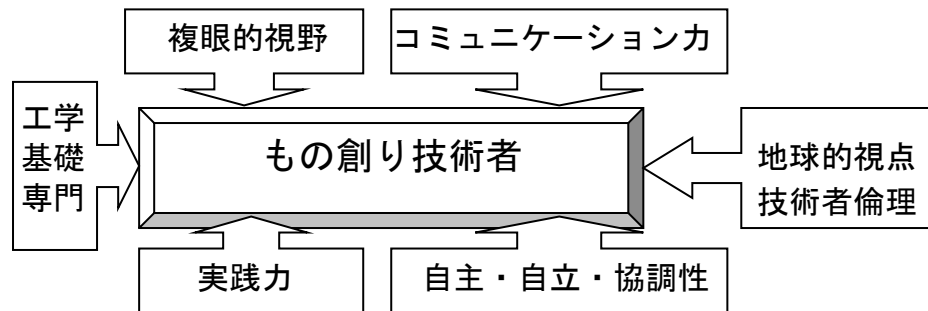 複眼的視野
コミュニケーション力
工学
基礎
専門
もの創り技術者
地球的視点
技術者倫理
実践力
自主・自立・協調性